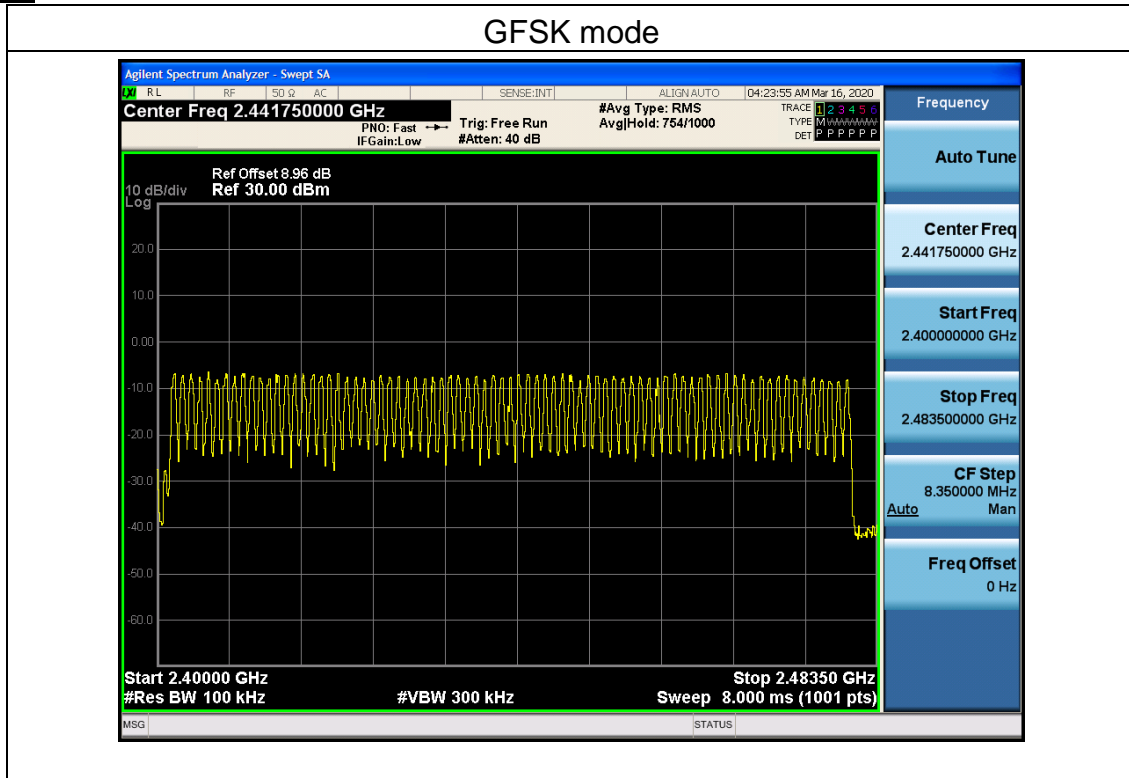 GFSK mode
Agilent Spectrum Analyzer - Swept SA
LXI RL RF 50 Ω AC SENSE:INT ALIGN AUTO 04:23:55 AM Mar 16, 2020
Center Freq 2.441750000 GHz
PNO: Fast
IFGain:Low
Trig: Free Run
#Atten: 40 dB
#Avg Type: RMS
Avg|Hold: 754/1000
TRACE 1 2 3 4 5 6
TYPE M
DET P P P P P P
Ref Offset 8.96 dB
10 dB/div Ref 30.00 dBm
Log
20.0
10.0
0.00
-10.0
-20.0
-30.0
-40.0
-50.0
-60.0
Start 2.40000 GHz Stop 2.48350 GHz
#Res BW 100 kHz #VBW 300 kHz Sweep 8.000 ms (1001 pts)
MSG STATUS
Frequency
Auto Tune
Center Freq
2.441750000 GHz
Start Freq
2.400000000 GHz
Stop Freq
2.483500000 GHz
CF Step
8.350000 MHz
Auto Man
Freq Offset
0 Hz